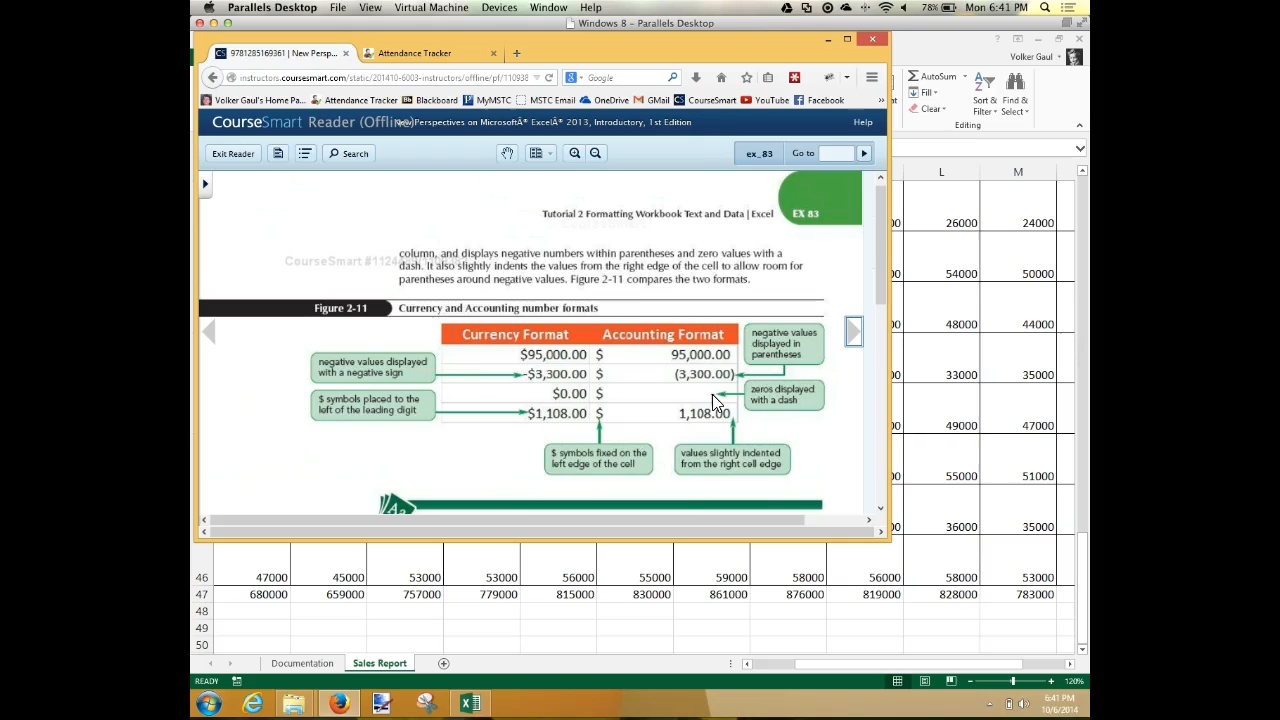 Parallels Desktop File View Virtual Machine Devices Window Help 78% Mon 6:41 PM
Windows 8 - Parallels Desktop
9781285169361 | New Persp... × Attendance Tracker × +
instructors.coursesmart.com/static/201410-6003-instructors/offline/pf/110938 Google
Volker Gaul's Home Pa... Attendance Tracker Blackboard MyMSTC MSTC Email OneDrive GMail CourseSmart YouTube Facebook »
Volker Gaul
AutoSum
Fill
Clear
Sort & Filter
Find & Select
Editing
CourseSmart Reader (Offline) Perspectives on MicrosoftÂ® ExcelÂ® 2013, Introductory, 1st Edition Help
Exit Reader Search ex_83 Go to
Tutorial 2 Formatting Workbook Text and Data | Excel EX 83
column, and displays negative numbers within parentheses and zero values with a
dash. It also slightly indents the values from the right edge of the cell to allow room for
parentheses around negative values. Figure 2-11 compares the two formats.
CourseSmart
Figure 2-11 Currency and Accounting number formats
Currency Format Accounting Format
$95,000.00 $ 95,000.00
-$3,300.00 $ (3,300.00)
$0.00 $
$1,108.00 $ 1,108.00
negative values displayed
with a negative sign
$ symbols placed to the
left of the leading digit
negative values
displayed in
parentheses
zeros displayed
with a dash
$ symbols fixed on the
left edge of the cell
values slightly indented
from the right cell edge
L M
26000 24000
54000 50000
48000 44000
33000 35000
49000 47000
55000 51000
36000 35000
46 47000 45000 53000 53000 56000 55000 59000 58000 56000 58000 53000
47 680000 659000 757000 779000 815000 830000 861000 876000 819000 828000 783000
48
49
50
Documentation Sales Report
READY 120%
6:41 PM
10/6/2014